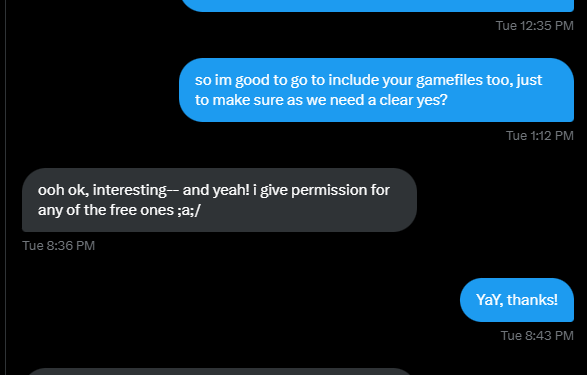 Tue 12:35 PM
so im good to go to include your gamefiles too, just
to make sure as we need a clear yes?
Tue 1:12 PM
ooh ok, interesting-- and yeah! i give permission for
any of the free ones ;a;/
Tue 8:36 PM
YaY, thanks!
Tue 8:43 PM